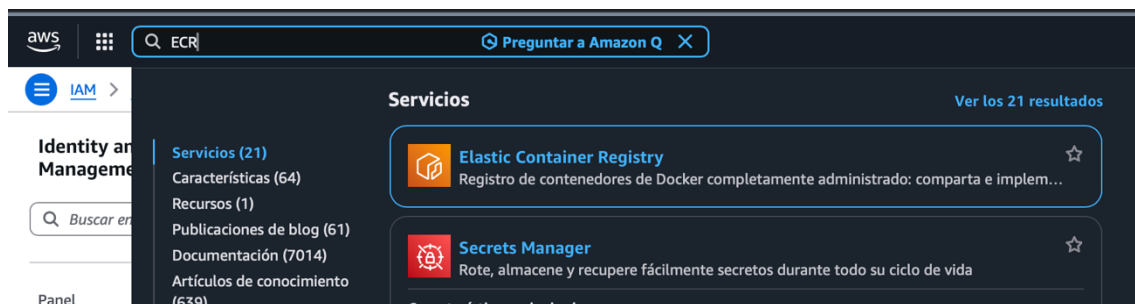 aws
ECR
Preguntar a Amazon Q
IAM >
Identity an
Manageme
Buscar en
Panel
Servicios (21)
Características (64)
Recursos (1)
Publicaciones de blog (61)
Documentación (7014)
Artículos de conocimiento
(639)
Servicios
Ver los 21 resultados
Elastic Container Registry
Registro de contenedores de Docker completamente administrado: comparta e implem...
Secrets Manager
Rote, almacene y recupere fácilmente secretos durante todo su ciclo de vida